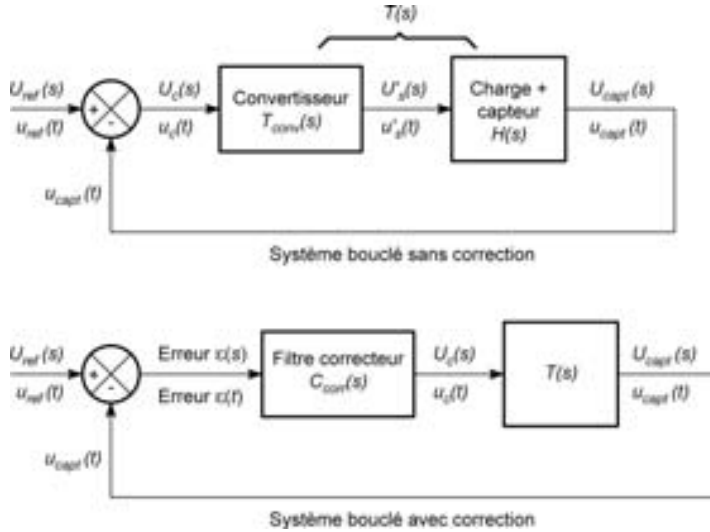 T(s)
U_ref(s) U_c(s) U'_s(s) U_capt(s)
+ -
Convertisseur
T_conv(s)
Charge +
capteur
H(s)
u_ref(t) u_c(t) u'_s(t) u_capt(t)
u_capt(t)
Système bouclé sans correction
U_ref(s) Erreur ε(s) U_c(s) U_capt(s)
+ -
Filtre correcteur
C_corr(s)
T(s)
u_ref(t) Erreur ε(t) u_c(t) u_capt(t)
u_capt(t)
Système bouclé avec correction